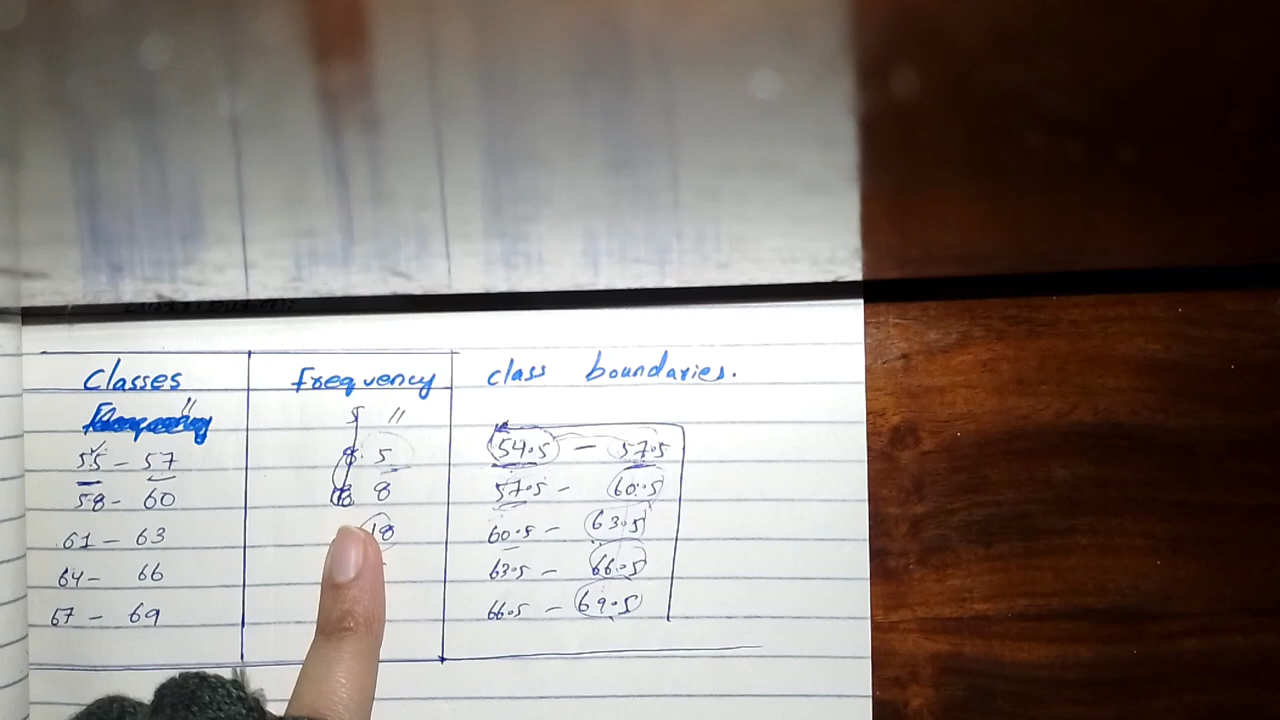 Classes Frequency class boundaries.
5 "
55 - 57 5 54.5 - 57.5
58 - 60 8 57.5 - 60.5
61 - 63 18 60.5 - 63.5
64 - 66 63.5 - 66.5
67 - 69 66.5 - 69.5